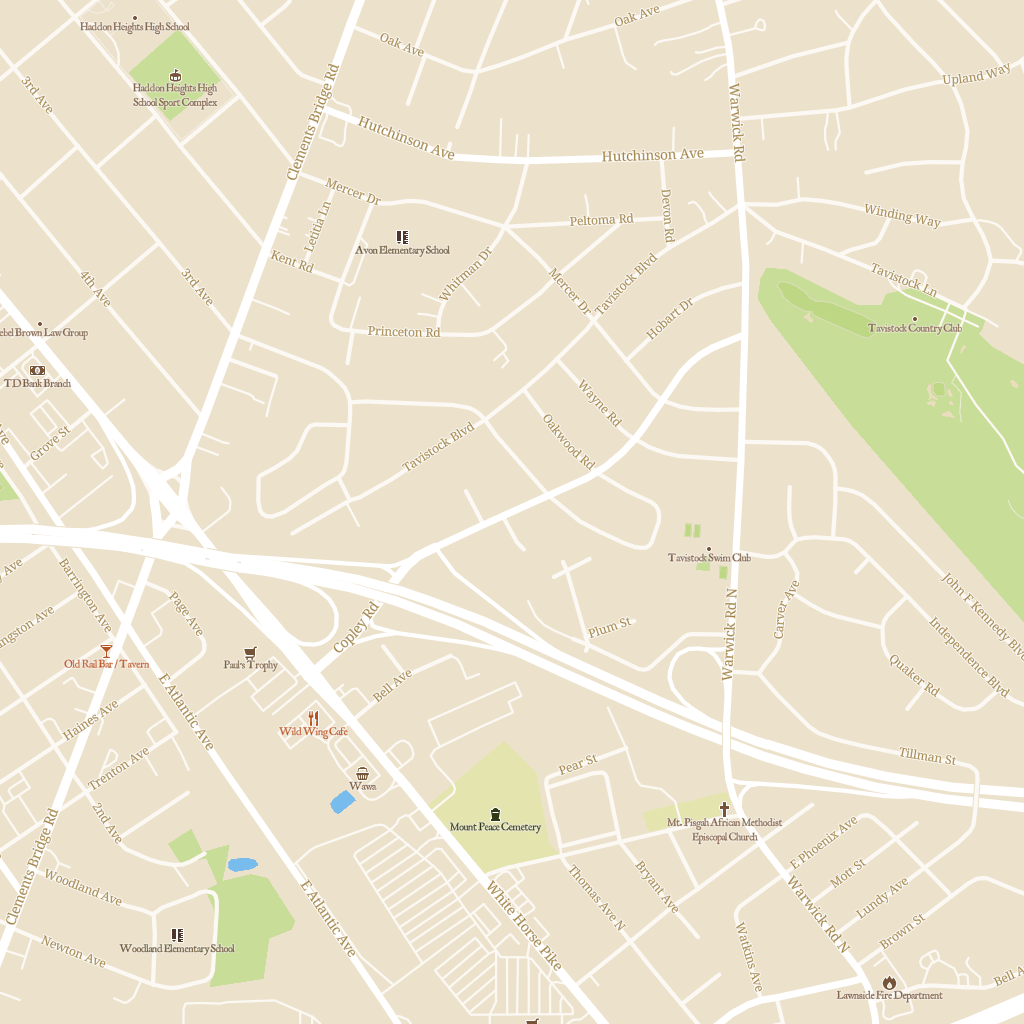 Haddon Heights High School
Oak Ave
Oak Ave
Upland Way
3rd Ave
Haddon Heights High
School Sport Complex
Clements Bridge Rd
Hutchinson Ave
Hutchinson Ave
Warwick Rd
Mercer Dr
Letitia Ln
Devon Rd
Peltoma Rd
Winding Way
Avon Elementary School
Kent Rd
Whitman Dr
Mercer Dr
Tavistock Blvd
Tavistock Ln
4th Ave
3rd Ave
Hobart Dr
Princeton Rd
Tavistock Country Club
Brown Law Group
TD Bank Branch
Wayne Rd
Grove St
Tavistock Blvd
Oakwood Rd
Tavistock Swim Club
Barrington Ave
Page Ave
Ave
Copley Rd
Plum St
Warwick Rd N
Carver Ave
John F Kennedy Blvd
Independence Blvd
Old Rail Bar / Tavern
Paul's Trophy
Bell Ave
Quaker Rd
E Atlantic Ave
Haines Ave
Wild Wing Cafe
Trenton Ave
Wawa
Pear St
Tillman St
2nd Ave
Mount Peace Cemetery
Mt. Pisgah African Methodist
Episcopal Church
E Phoenix Ave
Clements Bridge Rd
Woodland Ave
E Atlantic Ave
White Horse Pike
Thomas Ave N
Bryant Ave
Mott St
Lundy Ave
Warwick Rd N
Brown St
Newton Ave
Woodland Elementary School
Watkins Ave
Bell Ave
Lawnside Fire Department